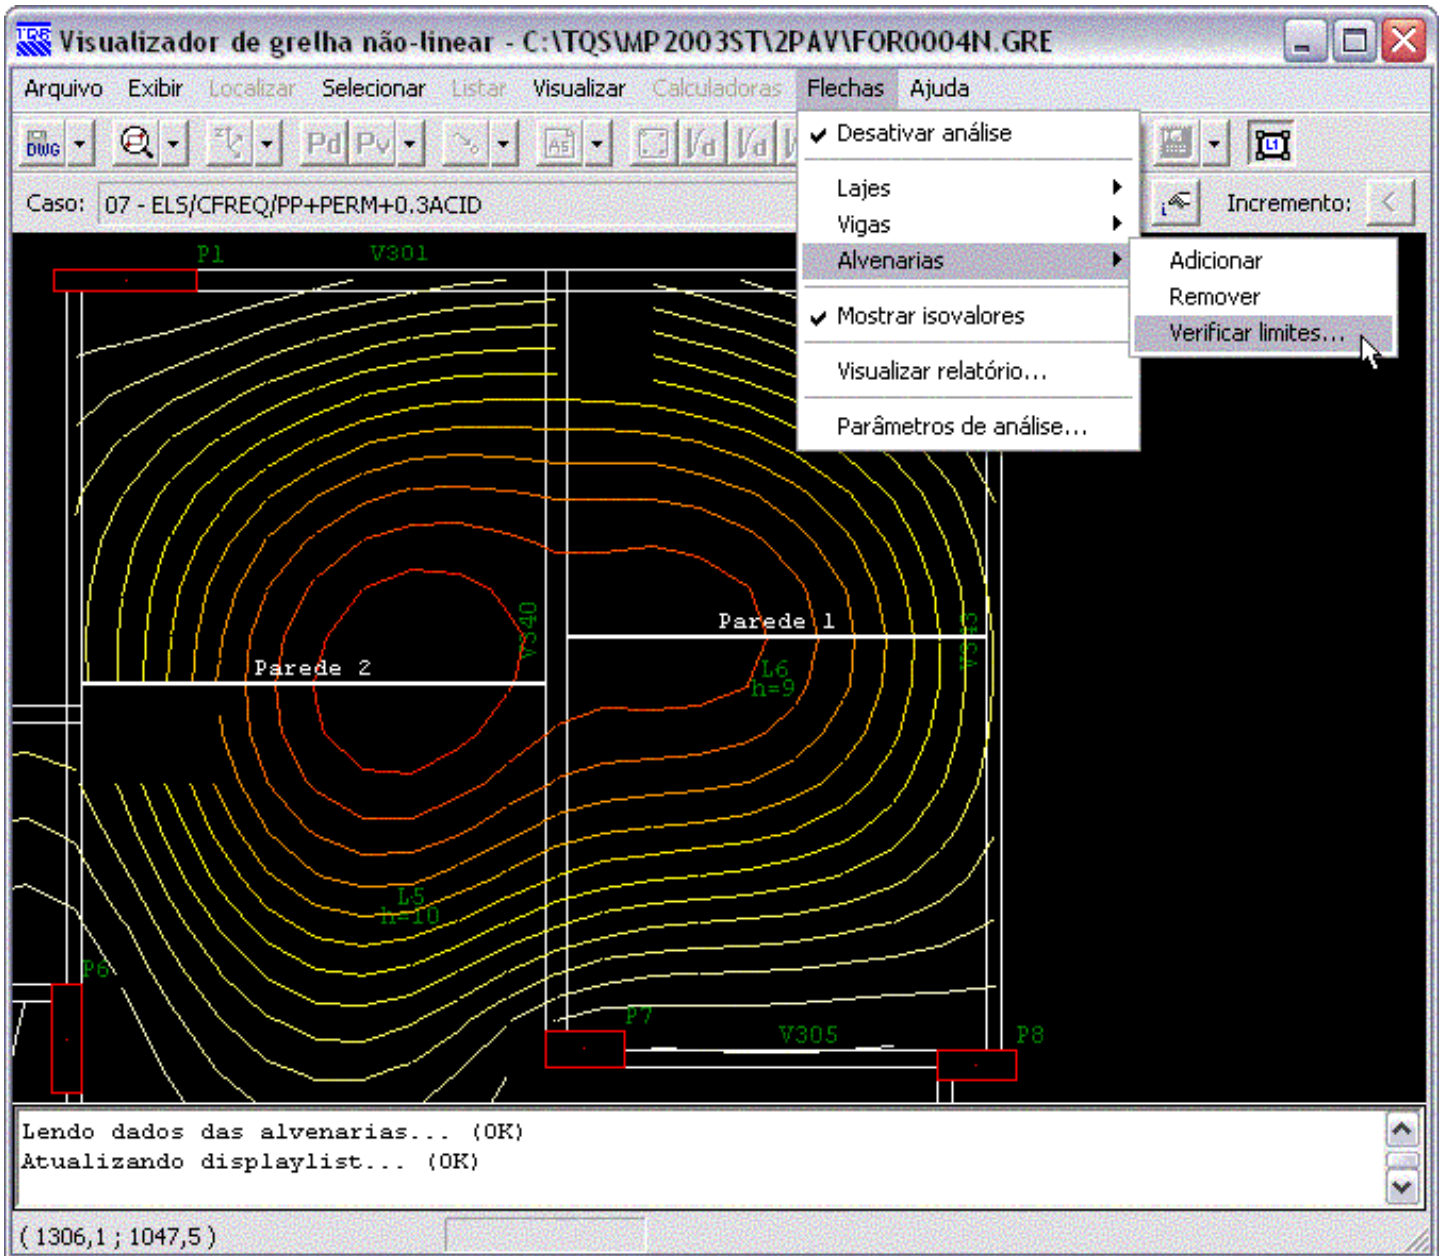 TQS Visualizador de grelha não-linear - C:\TQS\MP2003ST\2PAV\FOR0004N.GRE
Arquivo Exibir Localizar Selecionar Listar Visualizar Calculadoras Flechas Ajuda
DWG Pd Pv L1
Caso: 07 - ELS/CFREQ/PP+PERM+0.3ACID Incremento: <
Desativar análise
Lajes
Vigas
Alvenarias
Mostrar isovalores
Visualizar relatório...
Parâmetros de análise...
Adicionar
Remover
Verificar limites...
P1 V301
V340
Parede 1
V343
Parede 2
L6
h=9
L5
h=10
P6
P7
V305
P8
Lendo dados das alvenarias... (OK)
Atualizando displaylist... (OK)
( 1306,1 ; 1047,5 )